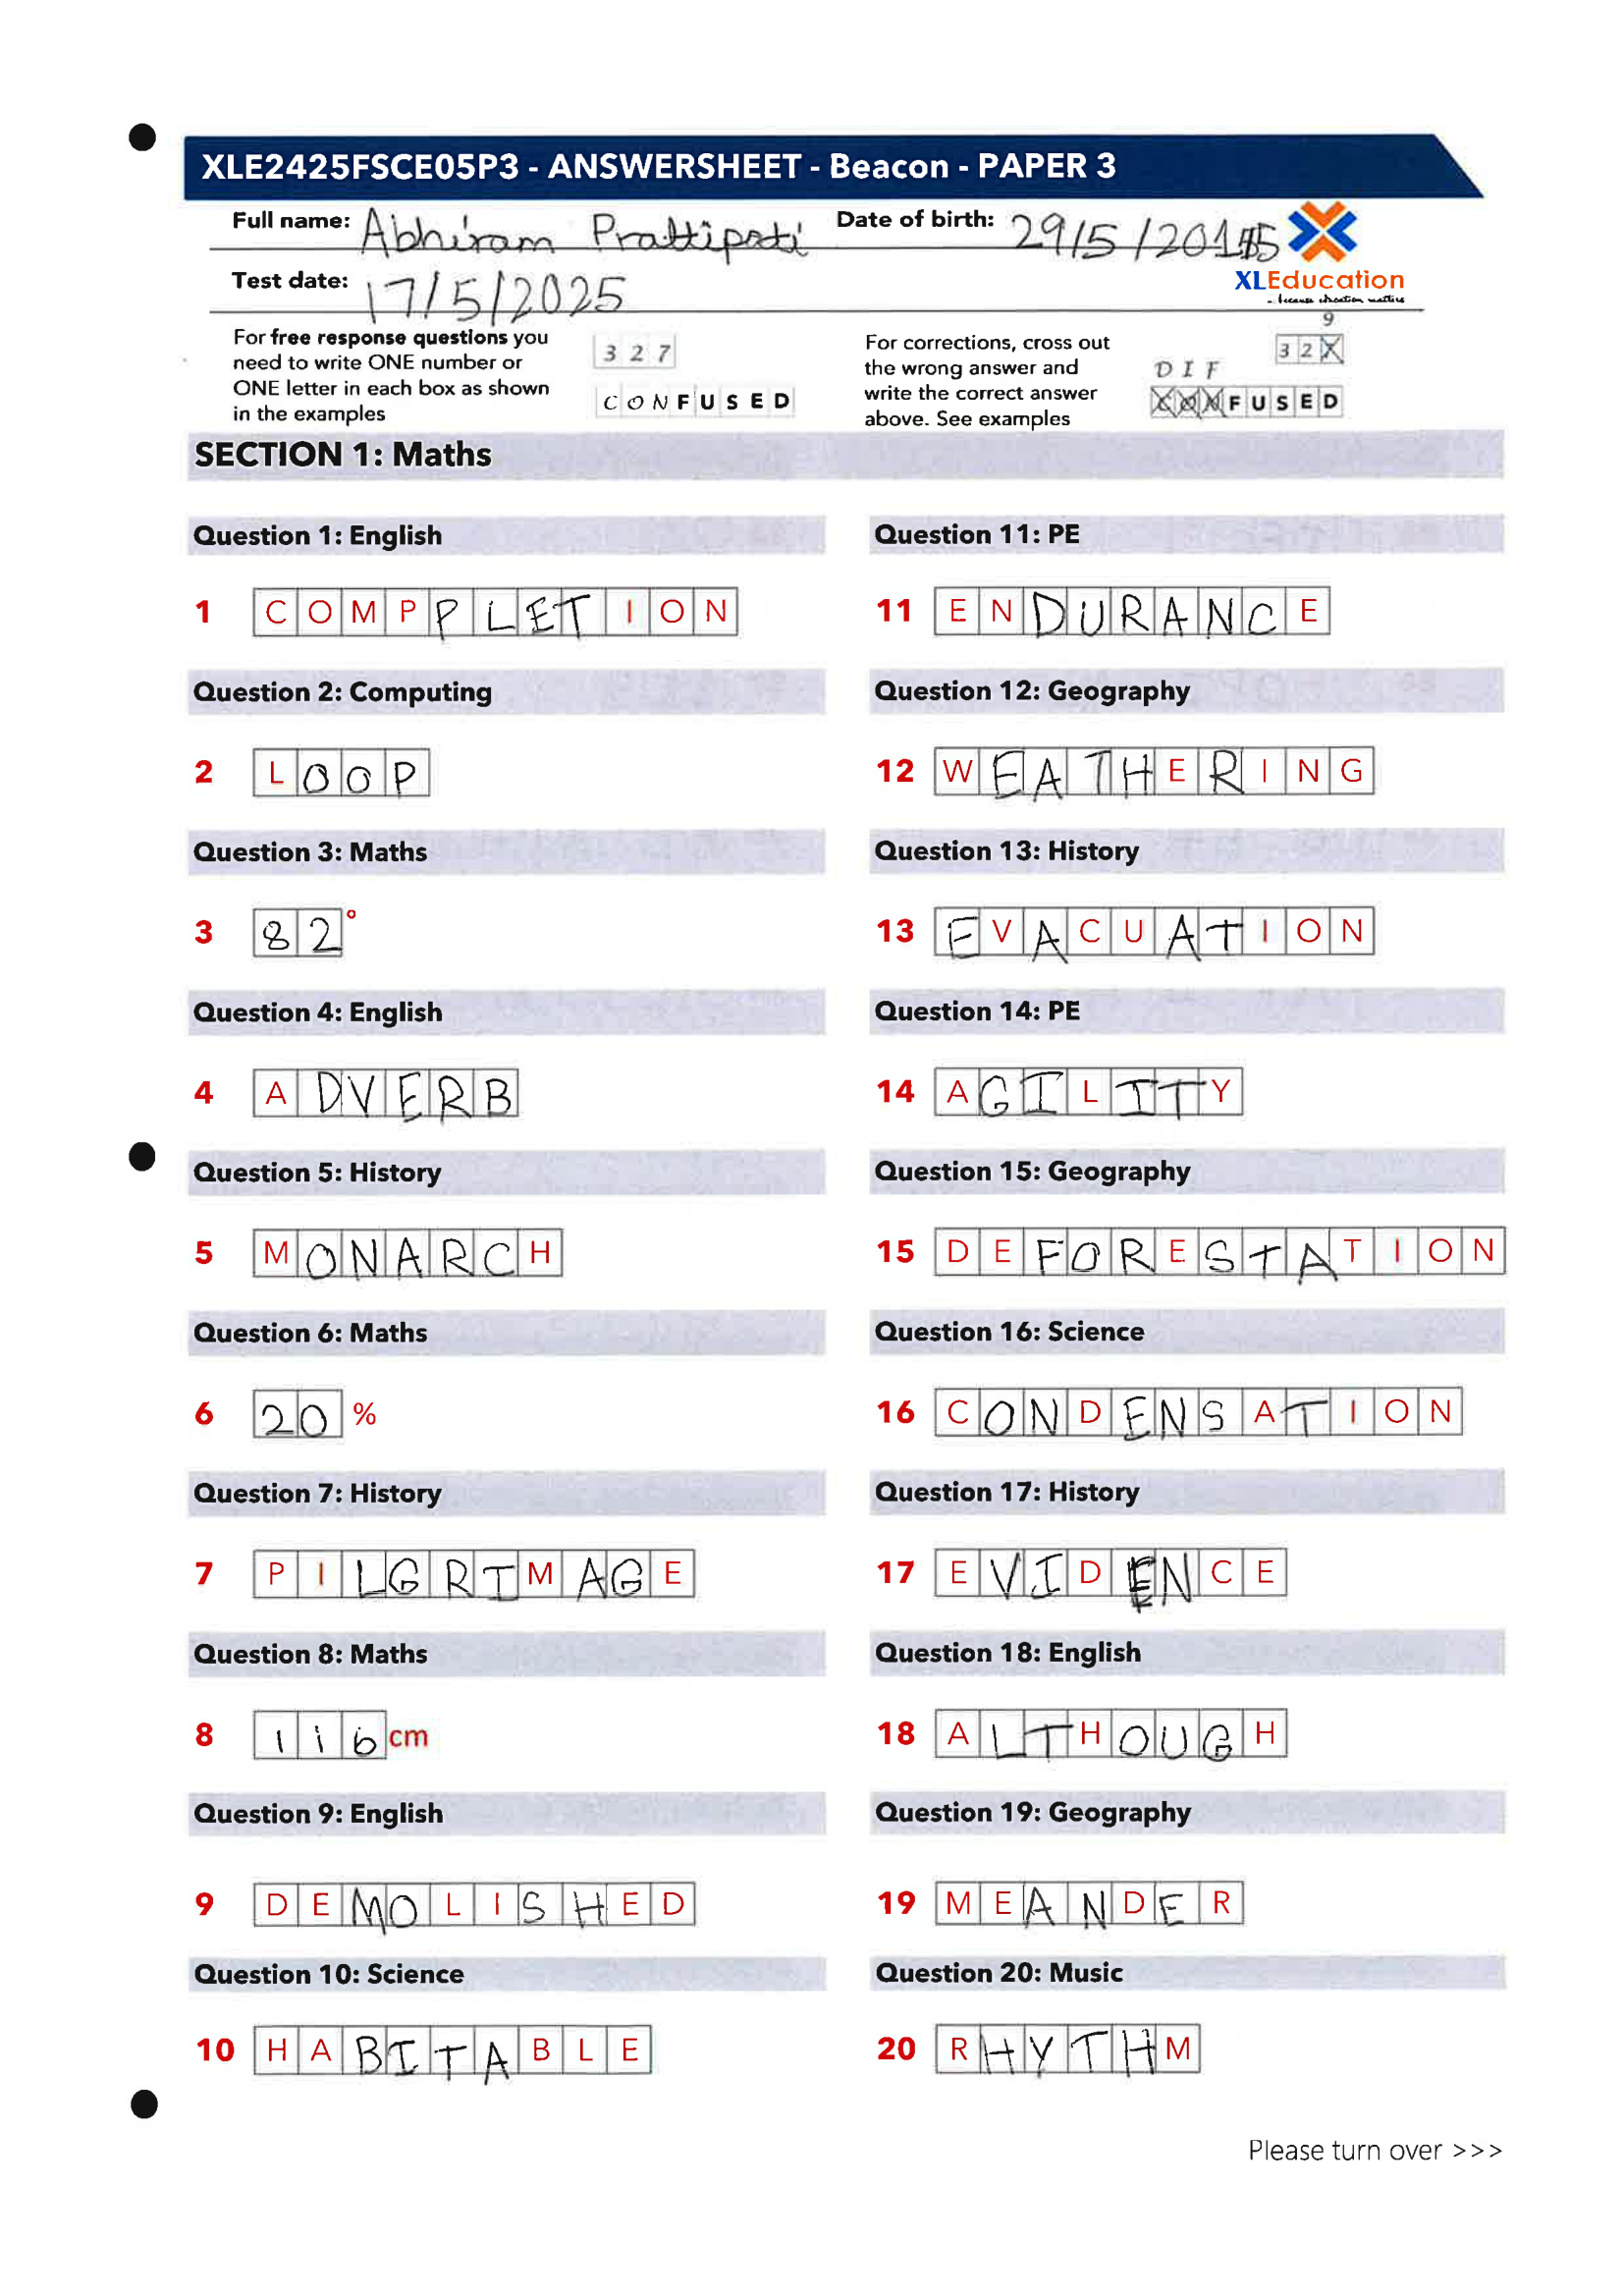 XLE2425FSCE05P3 - ANSWERSHEET - Beacon - PAPER 3
Full name: Abhiram Prattipati Date of birth: 29/5/2015
XLEducation
... because education matters
Test date: 17/5/2025
For free response questions you
need to write ONE number or
ONE letter in each box as shown
in the examples
3 2 7
C O N F U S E D
For corrections, cross out
the wrong answer and
write the correct answer
above. See examples
9
3 2 X
D I F
F U S E D
SECTION 1: Maths
Question 1: English
1 C O M P P L E T I O N
Question 2: Computing
2 L O O P
Question 3: Maths
3 8 2 °
Question 4: English
4 A D V E R B
Question 5: History
5 M O N A R C H
Question 6: Maths
6 2 0 %
Question 7: History
7 P I L G R I M A G E
Question 8: Maths
8 1 1 6 cm
Question 9: English
9 D E M O L I S H E D
Question 10: Science
10 H A B I T A B L E
Question 11: PE
11 E N D U R A N C E
Question 12: Geography
12 W E A T H E R I N G
Question 13: History
13 E V A C U A T I O N
Question 14: PE
14 A G I L I T Y
Question 15: Geography
15 D E F O R E S T A T I O N
Question 16: Science
16 C O N D E N S A T I O N
Question 17: History
17 E V I D E N C E
Question 18: English
18 A L T H O U G H
Question 19: Geography
19 M E A N D E R
Question 20: Music
20 R H Y T H M
Please turn over >>>